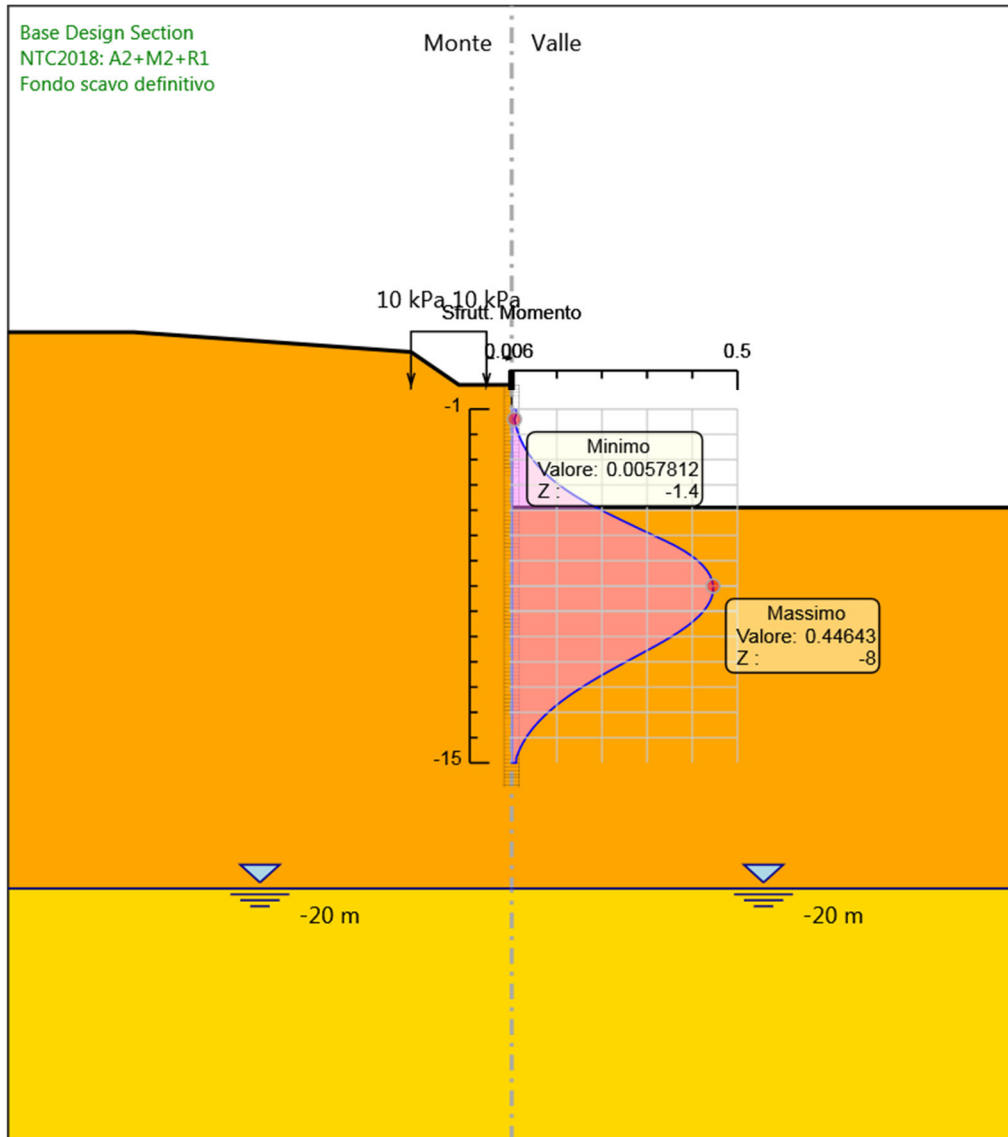 Base Design Section
NTC2018: A2+M2+R1
Fondo scavo definitivo
Monte
Valle
10 kPa 10 kPa
Sfrutt. Momento
0.006
0.5
-1
Minimo
Valore: 0.0057812
Z : -1.4
Massimo
Valore: 0.44643
Z : -8
-15
-20 m
-20 m